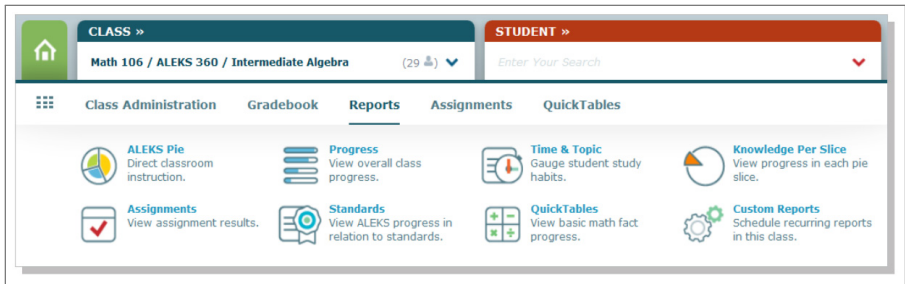 CLASS »
STUDENT »
Math 106 / ALEKS 360 / Intermediate Algebra (29 )
Enter Your Search
Class Administration Gradebook Reports Assignments QuickTables
ALEKS Pie
Direct classroom
instruction.
Progress
View overall class
progress.
Time & Topic
Gauge student study
habits.
Knowledge Per Slice
View progress in each pie
slice.
Assignments
View assignment results.
Standards
View ALEKS progress in
relation to standards.
QuickTables
View basic math fact
progress.
Custom Reports
Schedule recurring reports
in this class.